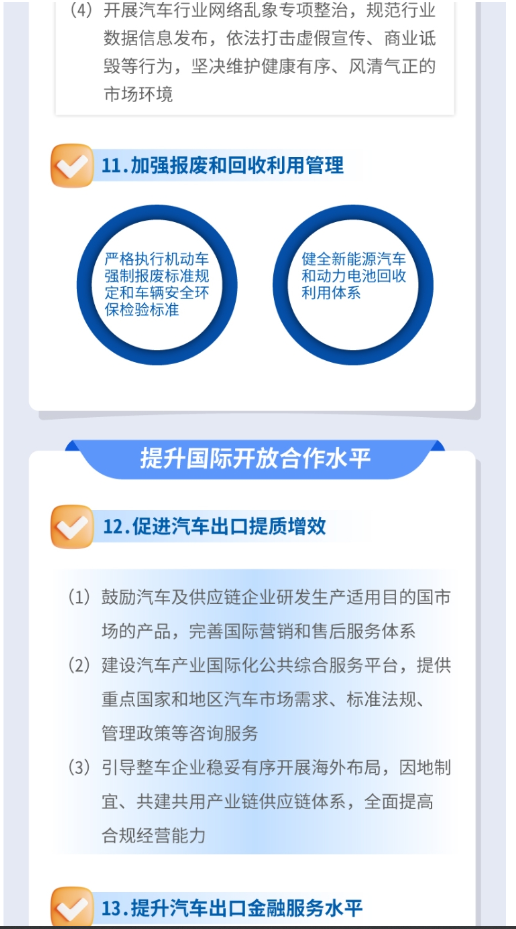 （4）开展汽车行业网络乱象专项整治，规范行业
数据信息发布，依法打击虚假宣传、商业诋
毁等行为，坚决维护健康有序、风清气正的
市场环境
11.加强报废和回收利用管理
严格执行机动车
强制报废标准规
定和车辆安全环
保检验标准
健全新能源汽车
和动力电池回收
利用体系
提升国际开放合作水平
12.促进汽车出口提质增效
（1）鼓励汽车及供应链企业研发生产适用目的国市
场的产品，完善国际营销和售后服务体系
（2）建设汽车产业国际化公共综合服务平台，提供
重点国家和地区汽车市场需求、标准法规、
管理政策等咨询服务
（3）引导整车企业稳妥有序开展海外布局，因地制
宜、共建共用产业链供应链体系，全面提高
合规经营能力
13.提升汽车出口金融服务水平